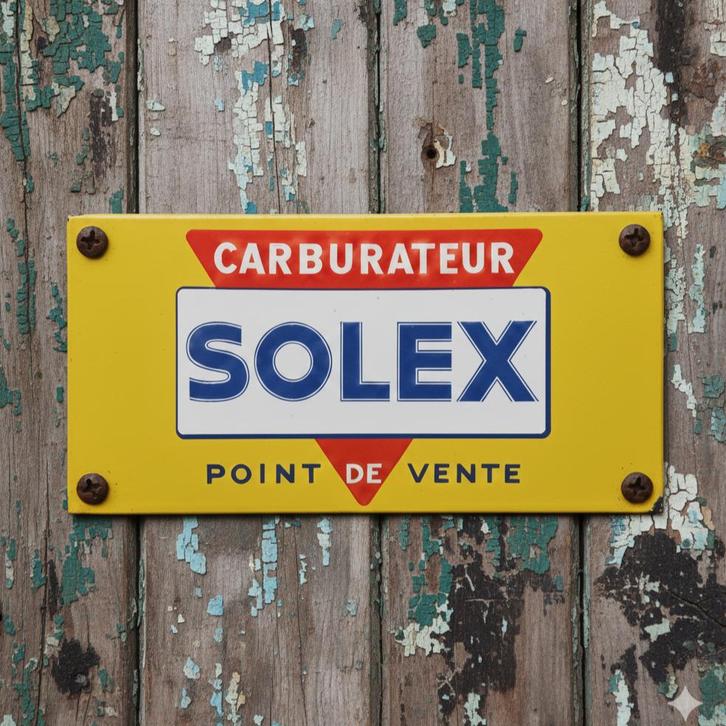 CARBURATEUR
SOLEX
POINT DE VENTE